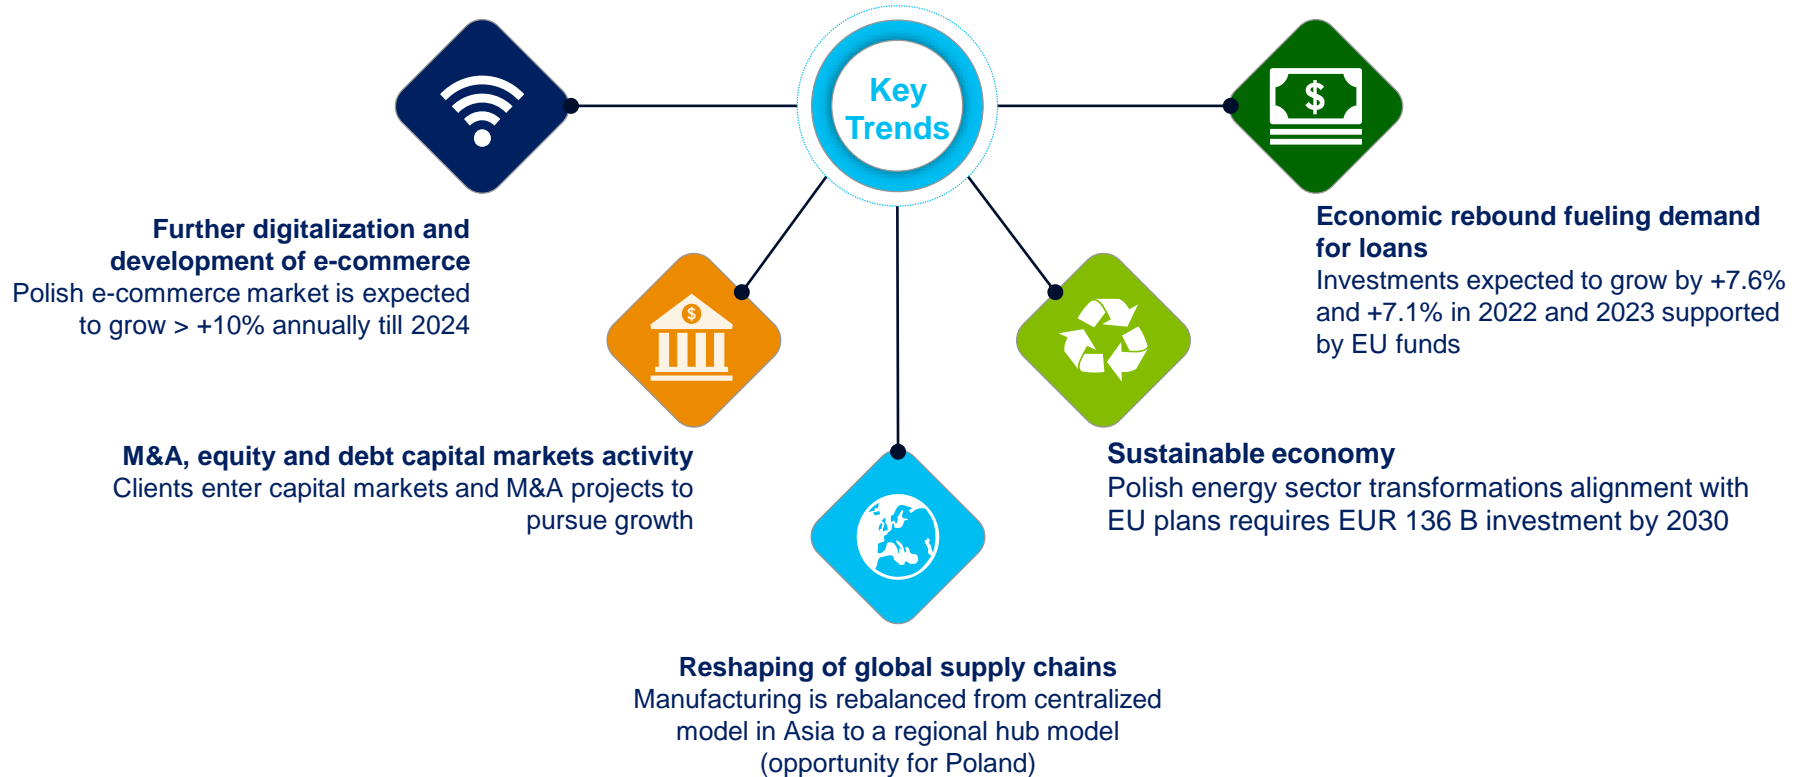 Key
Trends
Further digitalization and
development of e-commerce
Polish e-commerce market is expected
to grow > +10% annually till 2024
Economic rebound fueling demand
for loans
Investments expected to grow by +7.6%
and +7.1% in 2022 and 2023 supported
by EU funds
M&A, equity and debt capital markets activity
Clients enter capital markets and M&A projects to
pursue growth
Sustainable economy
Polish energy sector transformations alignment with
EU plans requires EUR 136 B investment by 2030
Reshaping of global supply chains
Manufacturing is rebalanced from centralized
model in Asia to a regional hub model
(opportunity for Poland)